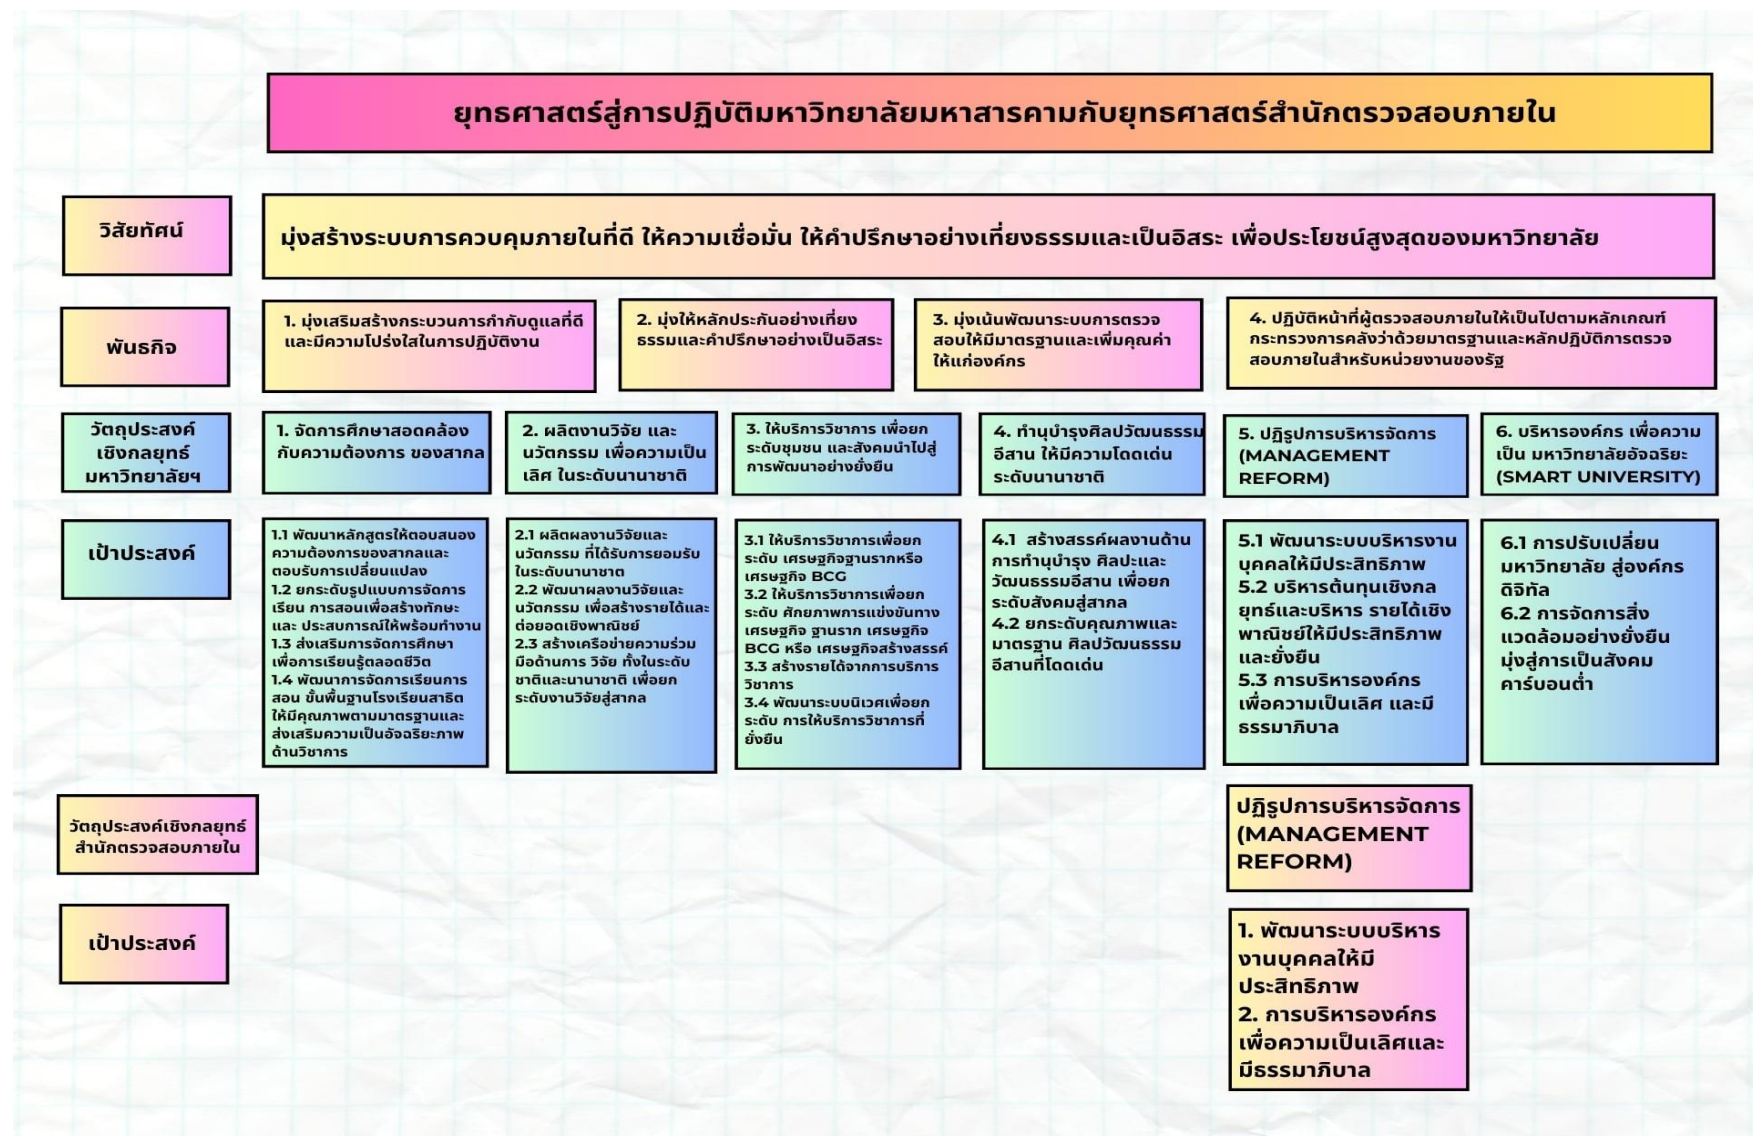 ยุทธศาสตร์สู่การปฏิบัติมหาวิทยาลัยมหาสารคามกับยุทธศาสตร์สำนักตรวจสอบภายใน
วิสัยทัศน์
มุ่งสร้างระบบการควบคุมภายในที่ดี ให้ความเชื่อมั่น ให้คำปรึกษาอย่างเที่ยงธรรมและเป็นอิสระ เพื่อประโยชน์สูงสุดของมหาวิทยาลัย
พันธกิจ
1. มุ่งเสริมสร้างกระบวนการกำกับดูแลที่ดี
และมีความโปร่งใสในการปฏิบัติงาน
2. มุ่งให้หลักประกันอย่างเที่ยง
ธรรมและคำปรึกษาอย่างเป็นอิสระ
3. มุ่งเน้นพัฒนาระบบการตรวจ
สอบให้มีมาตรฐานและเพิ่มคุณค่า
ให้แก่องค์กร
4. ปฏิบัติหน้าที่ผู้ตรวจสอบภายในให้เป็นไปตามหลักเกณฑ์
กระทรวงการคลังว่าด้วยมาตรฐานและหลักปฏิบัติการตรวจ
สอบภายในสำหรับหน่วยงานของรัฐ
วัตถุประสงค์
เชิงกลยุทธ์
มหาวิทยาลัยฯ
1. จัดการศึกษาสอดคล้อง
กับความต้องการ ของสากล
2. ผลิตงานวิจัย และ
นวัตกรรม เพื่อความเป็น
เลิศ ในระดับนานาชาติ
3. ให้บริการวิชาการ เพื่อยก
ระดับชุมชน และสังคมนำไปสู่
การพัฒนาอย่างยั่งยืน
4. ทำนุบำรุงศิลปวัฒนธรรม
อีสาน ให้มีความโดดเด่น
ระดับนานาชาติ
5. ปฏิรูปการบริหารจัดการ
(MANAGEMENT
REFORM)
6. บริหารองค์กร เพื่อความ
เป็น มหาวิทยาลัยอัจฉริยะ
(SMART UNIVERSITY)
เป้าประสงค์
1.1 พัฒนาหลักสูตรให้ตอบสนอง
ความต้องการของสากลและ
ตอบรับการเปลี่ยนแปลง
1.2 ยกระดับรูปแบบการจัดการ
เรียน การสอนเพื่อสร้างทักษะ
และ ประสบการณ์ให้พร้อมทำงาน
1.3 ส่งเสริมการจัดการศึกษา
เพื่อการเรียนรู้ตลอดชีวิต
1.4 พัฒนาการจัดการเรียนการ
สอน ขั้นพื้นฐานโรงเรียนสาธิต
ให้มีคุณภาพตามมาตรฐานและ
ส่งเสริมความเป็นอัจฉริยะภาพ
ด้านวิชาการ
2.1 ผลิตผลงานวิจัยและ
นวัตกรรม ที่ได้รับการยอมรับ
ในระดับนานาชาต
2.2 พัฒนาผลงานวิจัยและ
นวัตกรรม เพื่อสร้างรายได้และ
ต่อยอดเชิงพาณิชย์
2.3 สร้างเครือข่ายความร่วม
มือด้านการ วิจัย ทั้งในระดับ
ชาติและนานาชาติ เพื่อยก
ระดับงานวิจัยสู่สากล
3.1 ให้บริการวิชาการเพื่อยก
ระดับ เศรษฐกิจฐานรากหรือ
เศรษฐกิจ BCG
3.2 ให้บริการวิชาการเพื่อยก
ระดับ ศักยภาพการแข่งขันทาง
เศรษฐกิจ ฐานราก เศรษฐกิจ
BCG หรือ เศรษฐกิจสร้างสรรค์
3.3 สร้างรายได้จากการบริการ
วิชาการ
3.4 พัฒนาระบบนิเวศเพื่อยก
ระดับ การให้บริการวิชาการที่
ยั่งยืน
4.1 สร้างสรรค์ผลงานด้าน
การทำนุบำรุง ศิลปะและ
วัฒนธรรมอีสาน เพื่อยก
ระดับสังคมสู่สากล
4.2 ยกระดับคุณภาพและ
มาตรฐาน ศิลปวัฒนธรรม
อีสานที่โดดเด่น
5.1 พัฒนาระบบบริหารงาน
บุคคลให้มีประสิทธิภาพ
5.2 บริหารต้นทุนเชิงกล
ยุทธ์และบริหาร รายได้เชิง
พาณิชย์ให้มีประสิทธิภาพ
และยั่งยืน
5.3 การบริหารองค์กร
เพื่อความเป็นเลิศ และมี
ธรรมาภิบาล
6.1 การปรับเปลี่ยน
มหาวิทยาลัย สู่องค์กร
ดิจิทัล
6.2 การจัดการสิ่ง
แวดล้อมอย่างยั่งยืน
มุ่งสู่การเป็นสังคม
คาร์บอนต่ำ
วัตถุประสงค์เชิงกลยุทธ์
สำนักตรวจสอบภายใน
ปฏิรูปการบริหารจัดการ
(MANAGEMENT
REFORM)
เป้าประสงค์
1. พัฒนาระบบบริหาร
งานบุคคลให้มี
ประสิทธิภาพ
2. การบริหารองค์กร
เพื่อความเป็นเลิศและ
มีธรรมาภิบาล